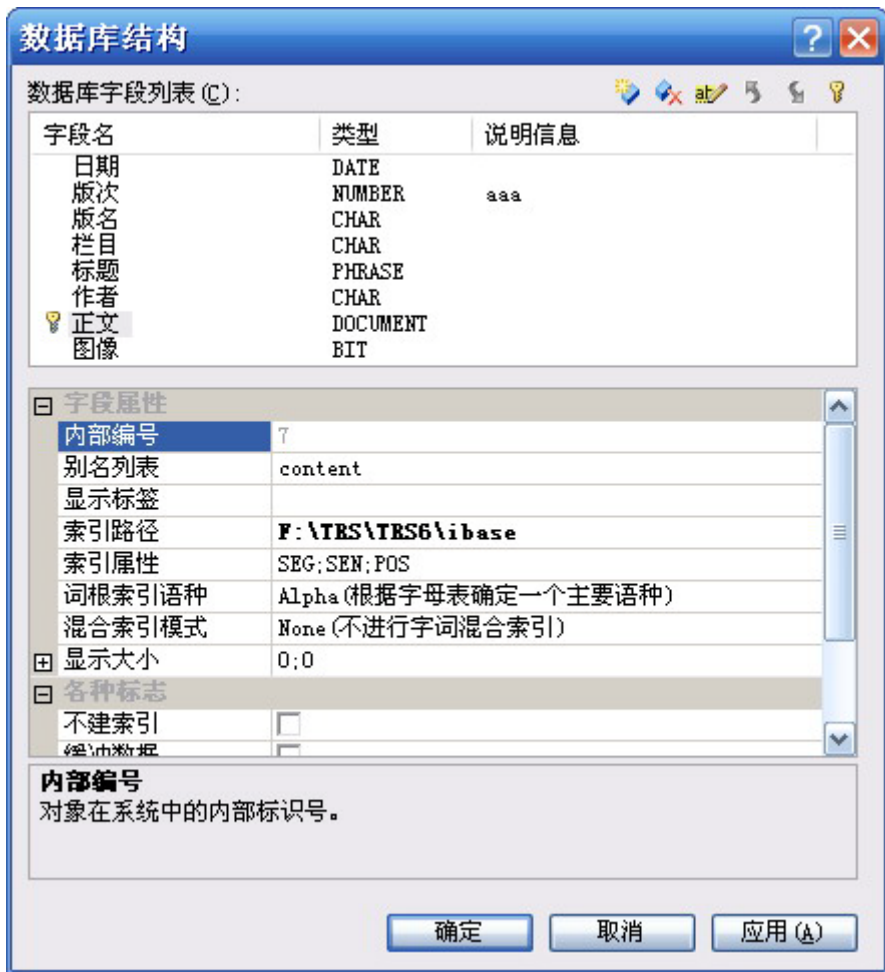 数据库结构
数据库字段列表(C):
字段名 类型 说明信息
日期 DATE
版次 NUMBER aaa
版名 CHAR
栏目 CHAR
标题 PHRASE
作者 CHAR
正文 DOCUMENT
图像 BIT
字段属性
内部编号 7
别名列表 content
显示标签
索引路径 F:\TRS\TRS6\ibase
索引属性 SEG;SEN;POS
词根索引语种 Alpha(根据字母表确定一个主要语种)
混合索引模式 None(不进行字词混合索引)
显示大小 0;0
各种标志
不建索引
缓冲数据
内部编号
对象在系统中的内部标识号。
确定 取消 应用(A)